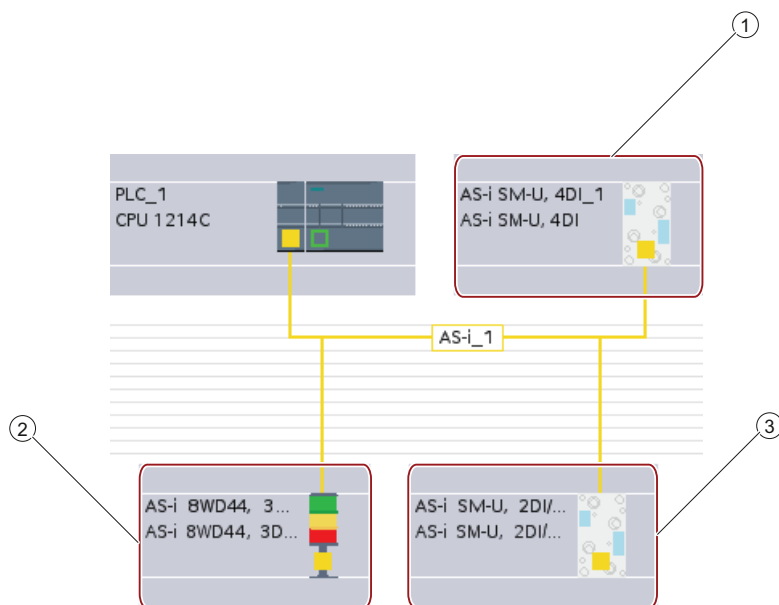 1
PLC_1
CPU 1214C
AS-i SM-U, 4DI_1
AS-i SM-U, 4DI
AS-i_1
2
3
AS-i 8WD44, 3...
AS-i 8WD44, 3D...
AS-i SM-U, 2DI/...
AS-i SM-U, 2DI/...